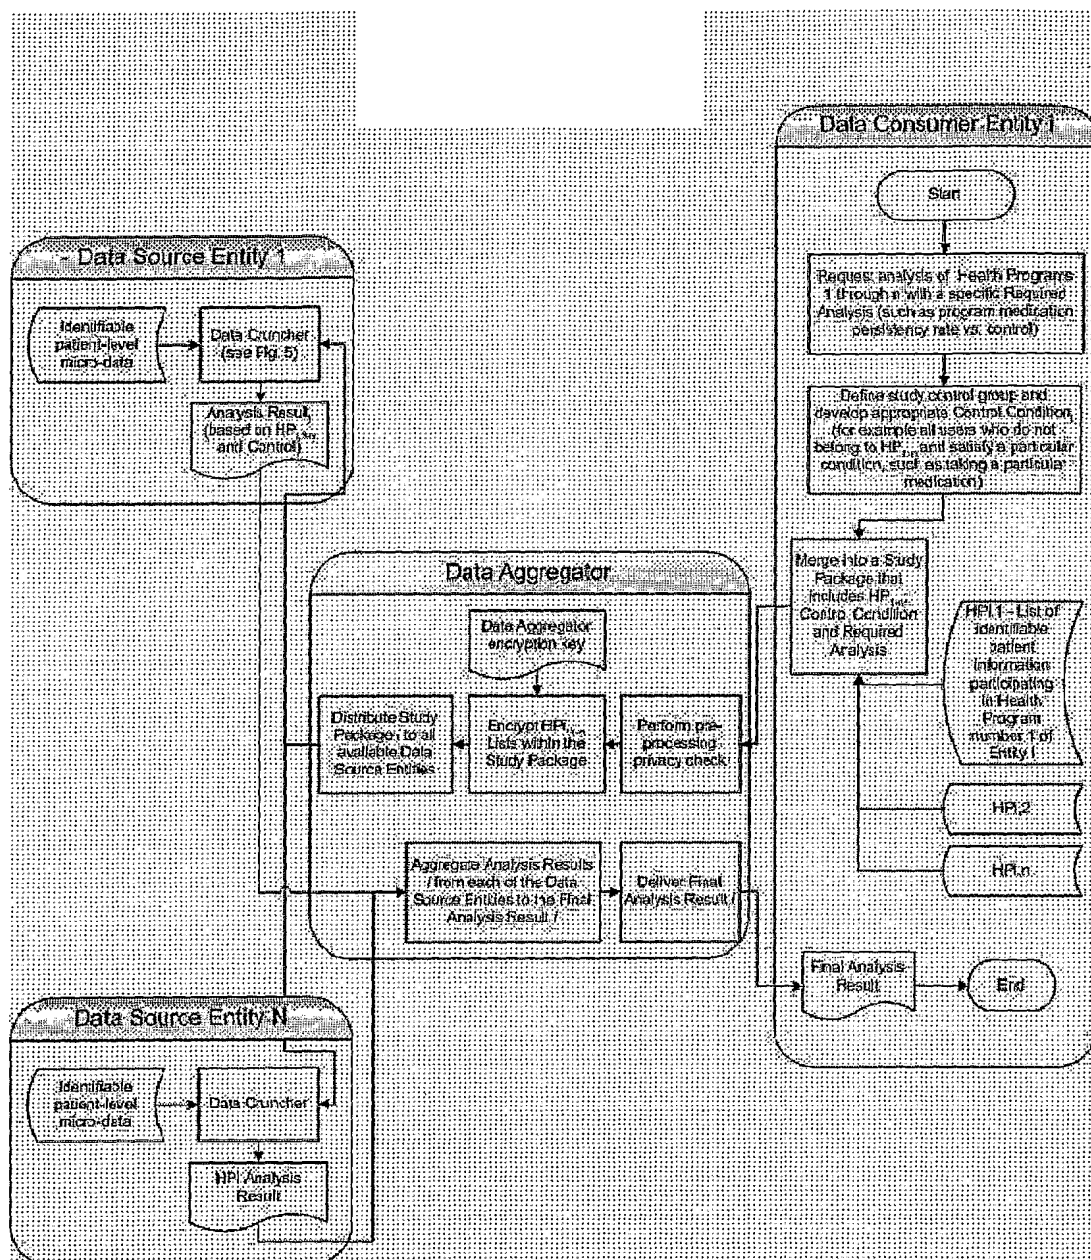 Data Consumer Entity i
Start
Request analysis of Health Programs
1 through n with a specific Required
Analysis (such as program medication
persistency rate vs. control)
Define study control group and
develop appropriate Control Condition,
(for example all users who do not
belong to HP and satisfy a particular
condition, such as taking a particular
medication)
Merge into a Study
Package that
includes HP
Control Condition
and Required
Analysis
HPi.1 - List of
identifiable
patient
information
participating
in Health
Program
number 1 of
Entity i
HPi.2
HPi.n
Final Analysis
Result
End
- Data Source Entity 1
Identifiable
patient-level
micro-data
Data Cruncher
(see Fig. 5)
Analysis Result
(based on HP
and Control)
Data Aggregator
Data Aggregator
encryption key
Distribute Study
Package i to all
available Data
Source Entities
Encrypt HPi
Lists within the
Study Package
Perform pre-
processing
privacy check
Aggregate Analysis Results
i from each of the Data
Source Entities to the Final
Analysis Result i
Deliver Final
Analysis Result i
Data Source Entity N
Identifiable
patient-level
micro-data
Data Cruncher
HPi Analysis
Result